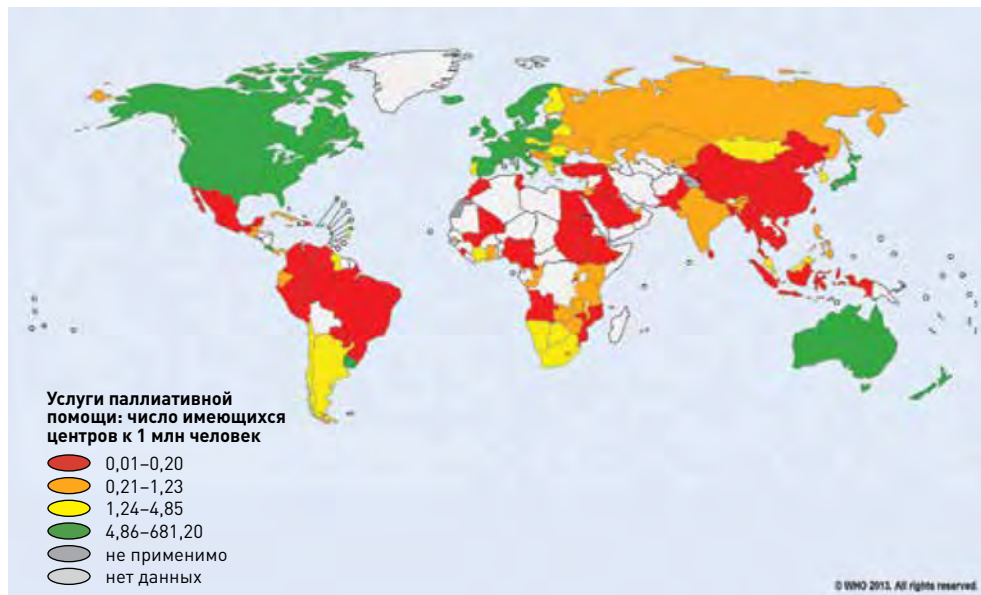 Услуги паллиативной
помощи: число имеющихся
центров к 1 млн человек
0,01–0,20
0,21–1,23
1,24–4,85
4,86–681,20
не применимо
нет данных
© WHO 2013. All rights reserved.